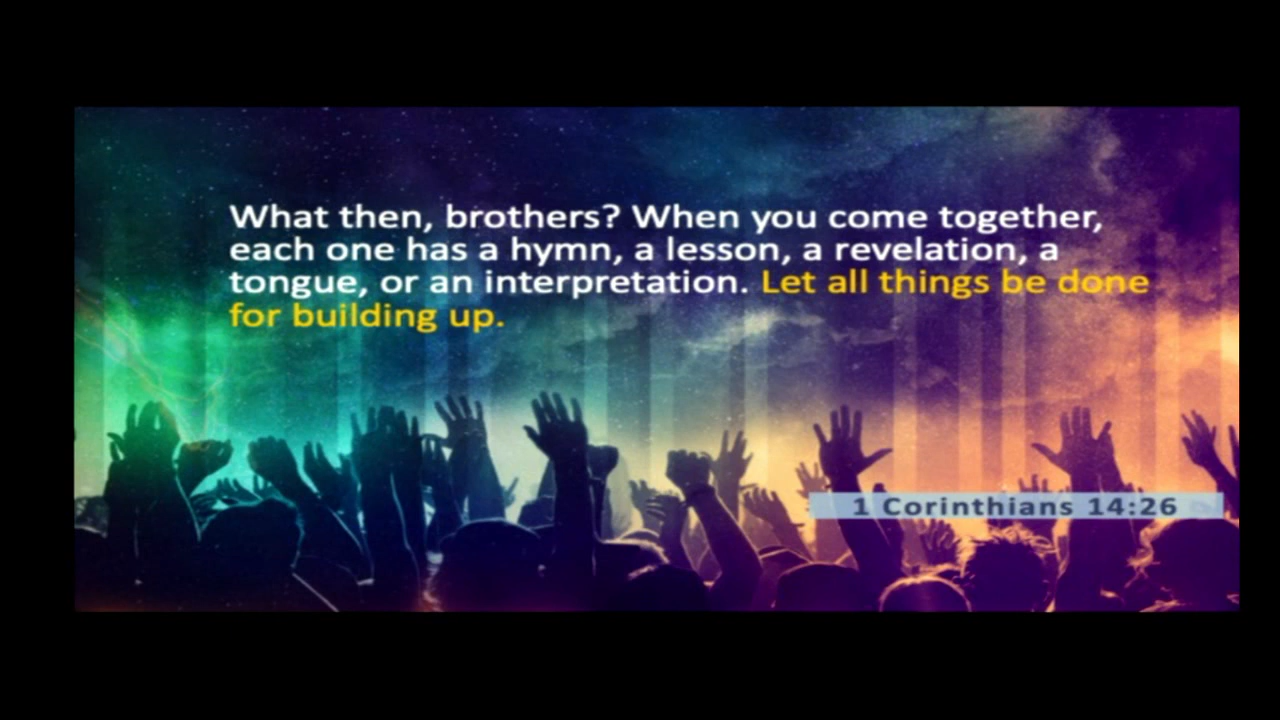 What then, brothers? When you come together,
each one has a hymn, a lesson, a revelation, a
tongue, or an interpretation. Let all things be done
for building up.
1 Corinthians 14:26